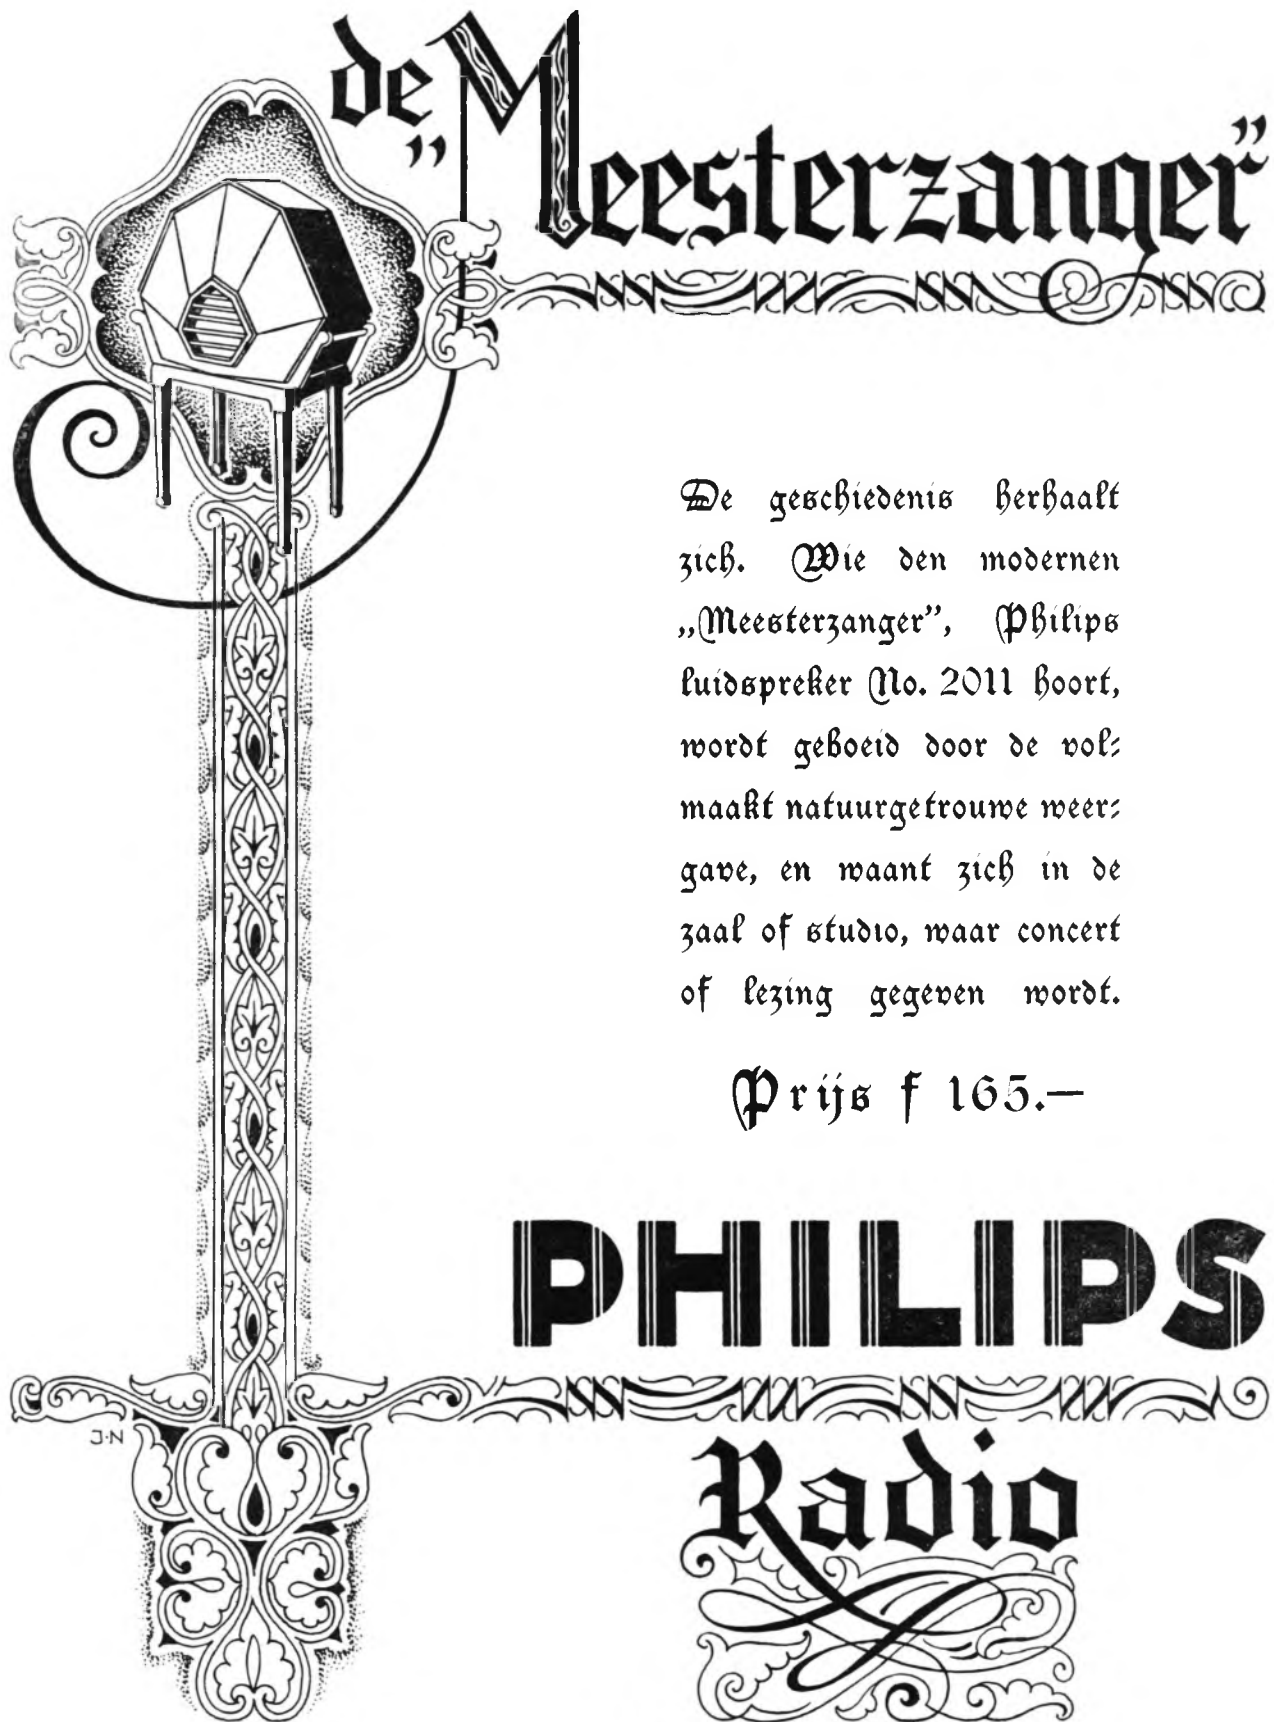 de
„Meesterzanger”
De geschiedenis herhaalt
zich. Wie den modernen
„Meesterzanger”, Philips
luidspreker No. 2011 hoort,
wordt geboeid door de vol=
maakt natuurgetrouwe weer=
gave, en waant zich in de
zaal of studio, waar concert
of lezing gegeven wordt.
Prijs f 165.—
PHILIPS
J·N
Radio